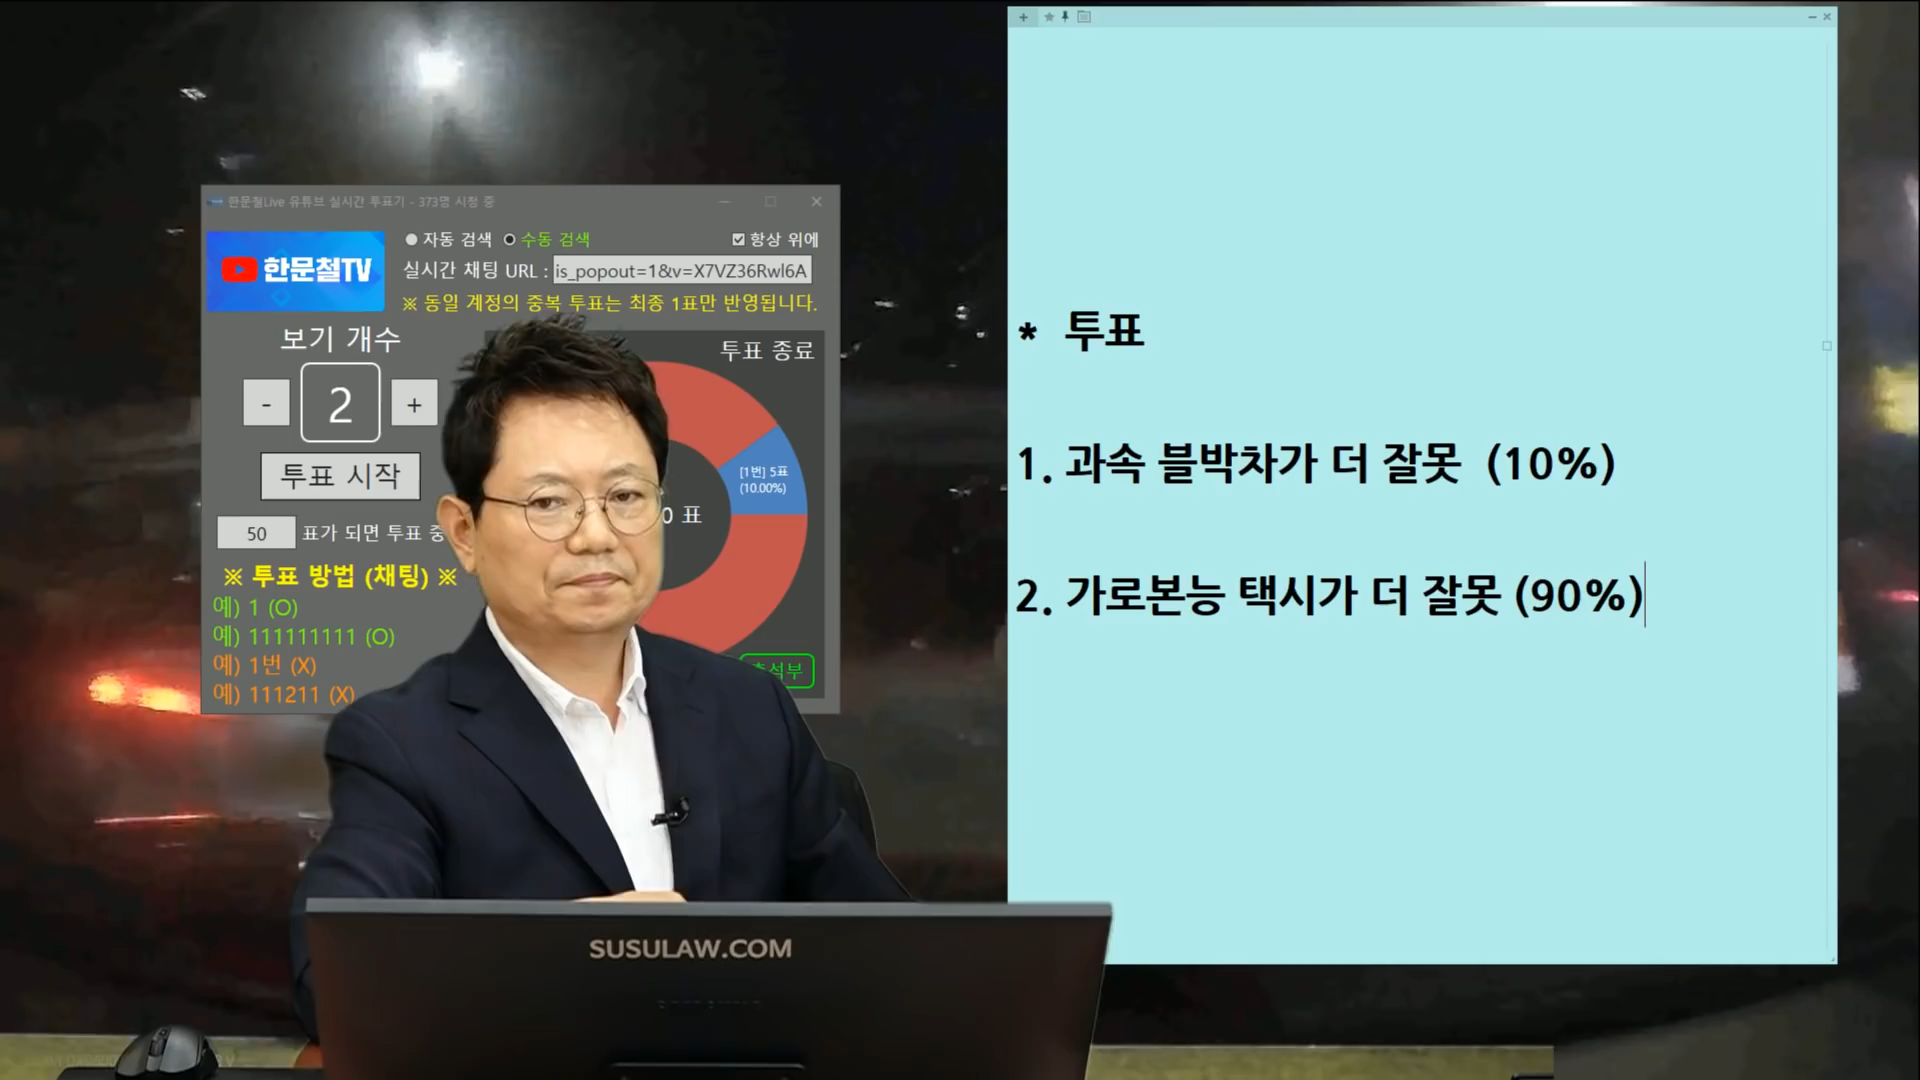 한문철Live 유튜브 실시간 투표기 - 373명 시청 중
한문철TV
자동 검색 수동 검색 항상 위에
실시간 채팅 URL : is_popout=1&v=X7VZ36Rwl6A
※ 동일 계정의 중복 투표는 최종 1표만 반영됩니다.
보기 개수
- 2 +
투표 시작
50 표가 되면 투표 중
※ 투표 방법 (채팅) ※
예) 1 (O)
예) 111111111 (O)
예) 1번 (X)
예) 111211 (X)
투표 종료
[1번] 5표
(10.00%)
0 표
석부
* 투표
1. 과속 블박차가 더 잘못 (10%)
2. 가로본능 택시가 더 잘못 (90%)
SUSULAW.COM